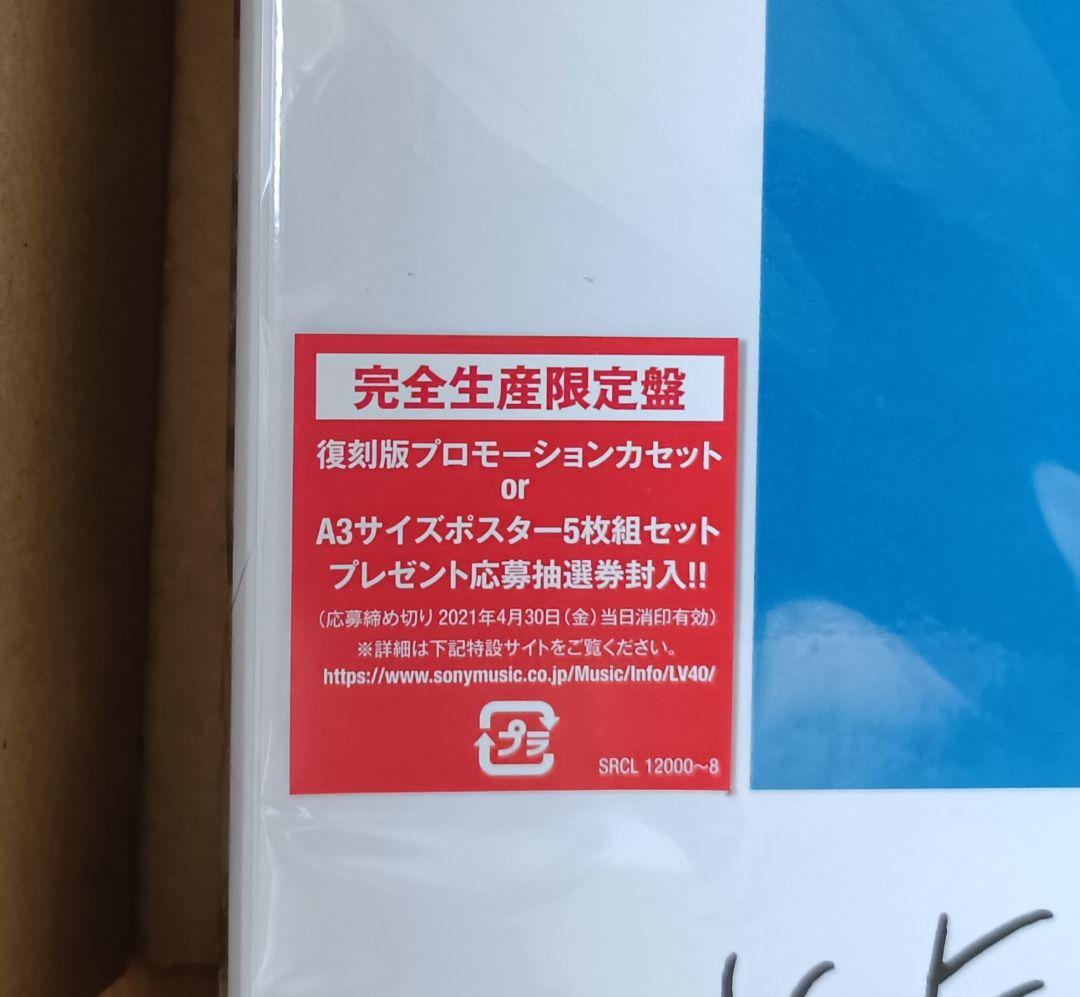 完全生産限定盤
復刻版プロモーションカセット
or
A3サイズポスター5枚組セット
プレゼント応募抽選券封入!!
(応募締め切り 2021年4月30日(金)当日消印有効)
※詳細は下記特設サイトをご覧ください。
https://www.sonymusic.co.jp/Music/Info/LV40/
プラ
SRCL 12000〜8